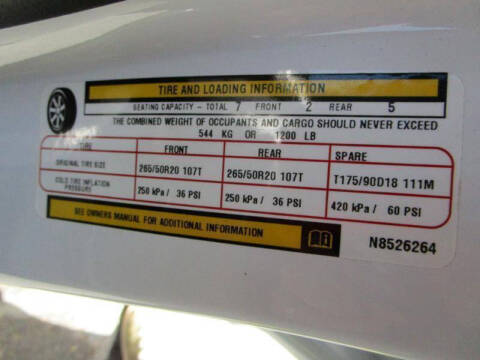 TIRE AND LOADING INFORMATION
SEATING CAPACITY - TOTAL 7 FRONT 2 REAR 5
THE COMBINED WEIGHT OF OCCUPANTS AND CARGO SHOULD NEVER EXCEED
544 KG OR 1200 LB
TIRE FRONT REAR SPARE
ORIGINAL TIRE SIZE 265/50R20 107T 265/50R20 107T T175/90D18 111M
COLD TIRE INFLATION PRESSURE 250 kPa / 36 PSI 250 kPa / 36 PSI 420 kPa / 60 PSI
SEE OWNERS MANUAL FOR ADDITIONAL INFORMATION
N8526264